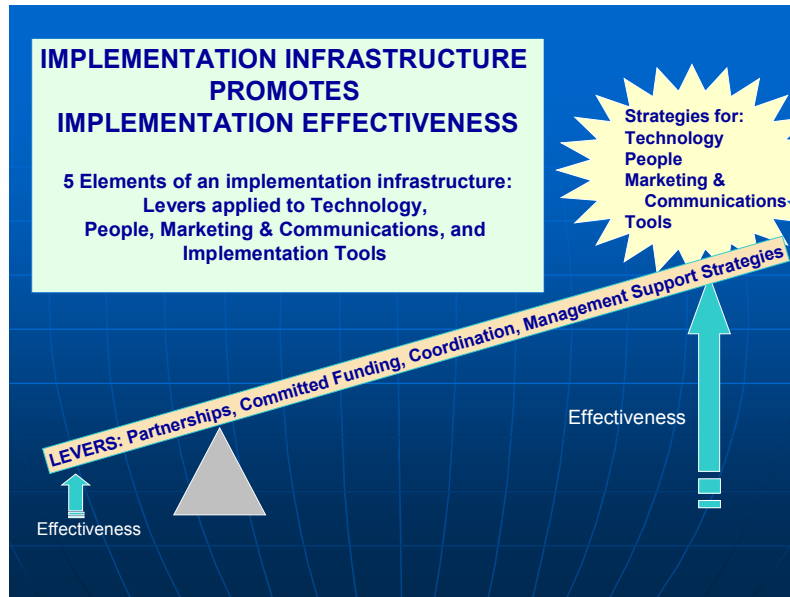 IMPLEMENTATION INFRASTRUCTURE
PROMOTES
IMPLEMENTATION EFFECTIVENESS
5 Elements of an implementation infrastructure:
Levers applied to Technology,
People, Marketing & Communications, and
Implementation Tools
Strategies for:
Technology
People
Marketing &
Communications
Tools
LEVERS: Partnerships, Committed Funding, Coordination, Management Support Strategies
Effectiveness
Effectiveness